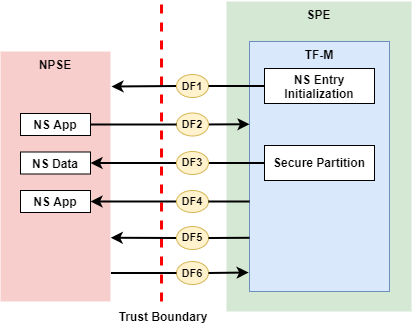 SPE
TF-M
NPSE
DF1
NS Entry
Initialization
NS App
DF2
NS Data
DF3
Secure Partition
NS App
DF4
DF5
DF6
Trust Boundary